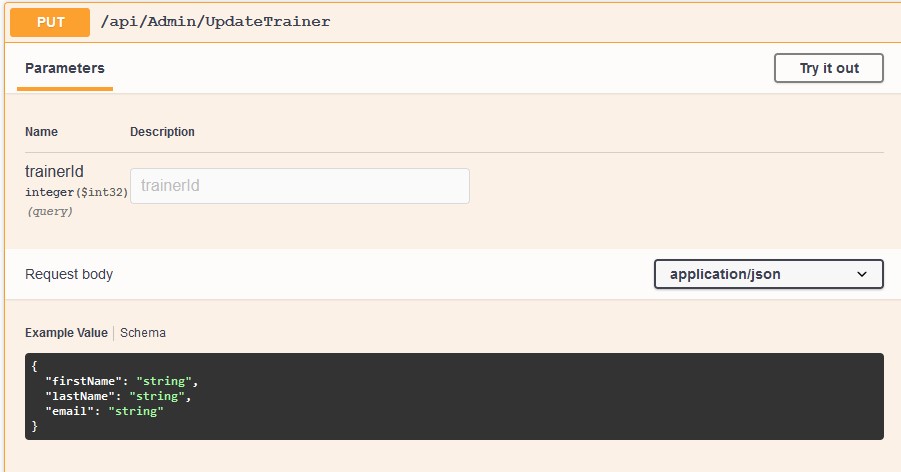 PUT /api/Admin/UpdateTrainer
Parameters Try it out
Name Description
trainerId
integer($int32)
(query)
trainerId
Request body application/json
Example Value Schema
{
  "firstName": "string",
  "lastName": "string",
  "email": "string"
}